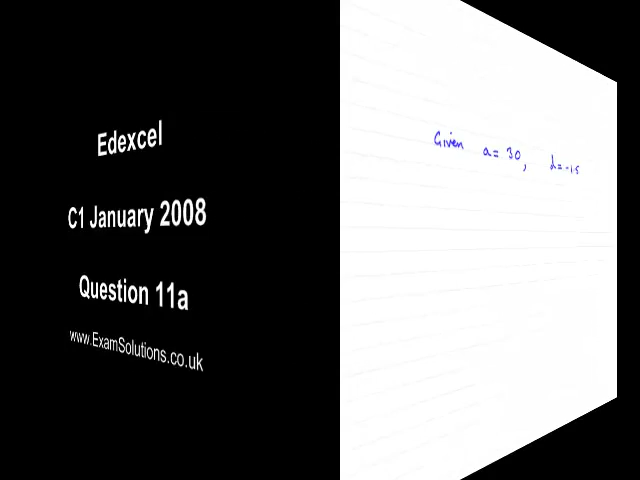 Edexcel
C1 January 2008
Question 11a
www.ExamSolutions.co.uk
Given a = 30, d = -1.5